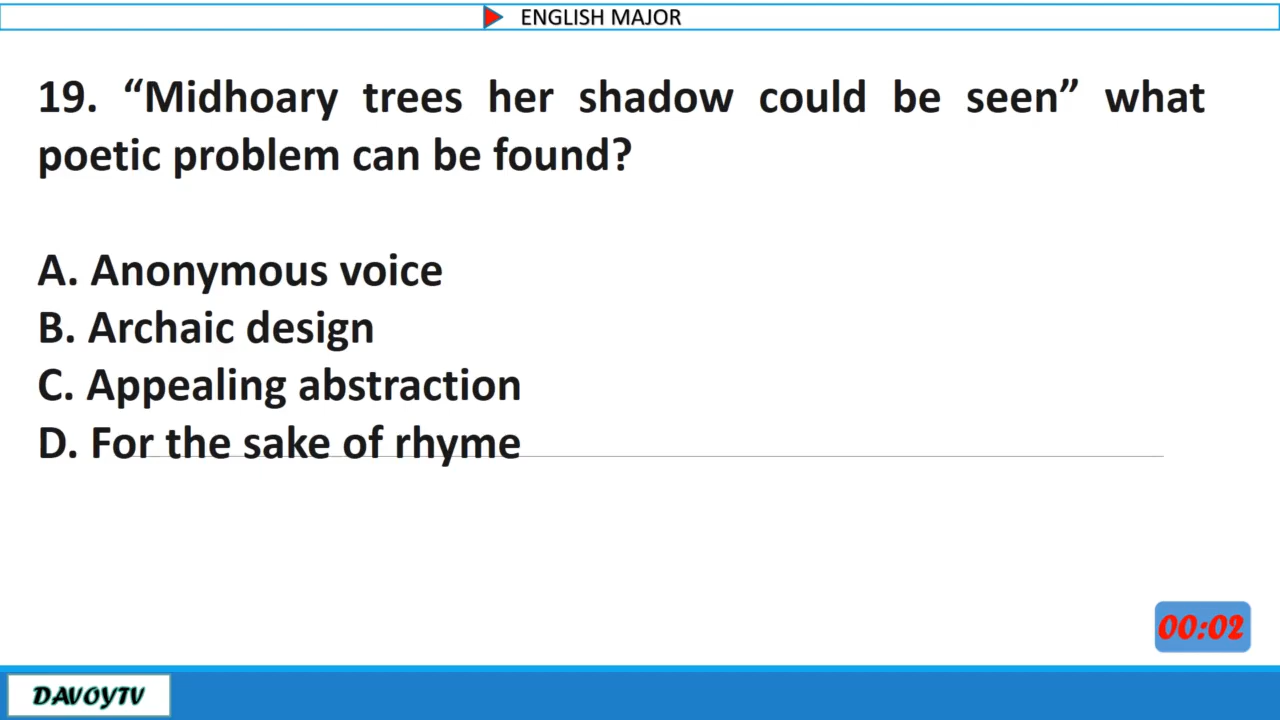 ENGLISH MAJOR
19. “Midhoary trees her shadow could be seen” what
poetic problem can be found?
A. Anonymous voice
B. Archaic design
C. Appealing abstraction
D. For the sake of rhyme
00:02
DAVOYTV